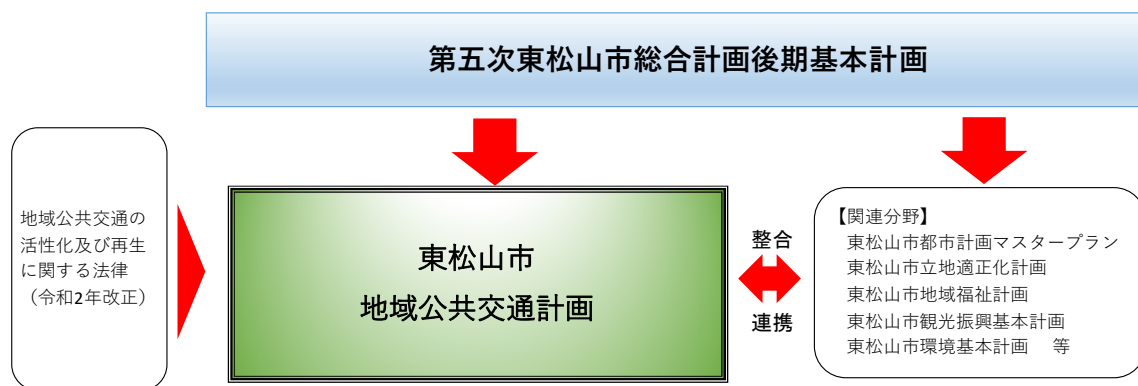 第五次東松山市総合計画後期基本計画
地域公共交通の
活性化及び再生
に関する法律
（令和2年改正）
東松山市
地域公共交通計画
整合
連携
【関連分野】
東松山市都市計画マスタープラン
東松山市立地適正化計画
東松山市地域福祉計画
東松山市観光振興基本計画
東松山市環境基本計画　等